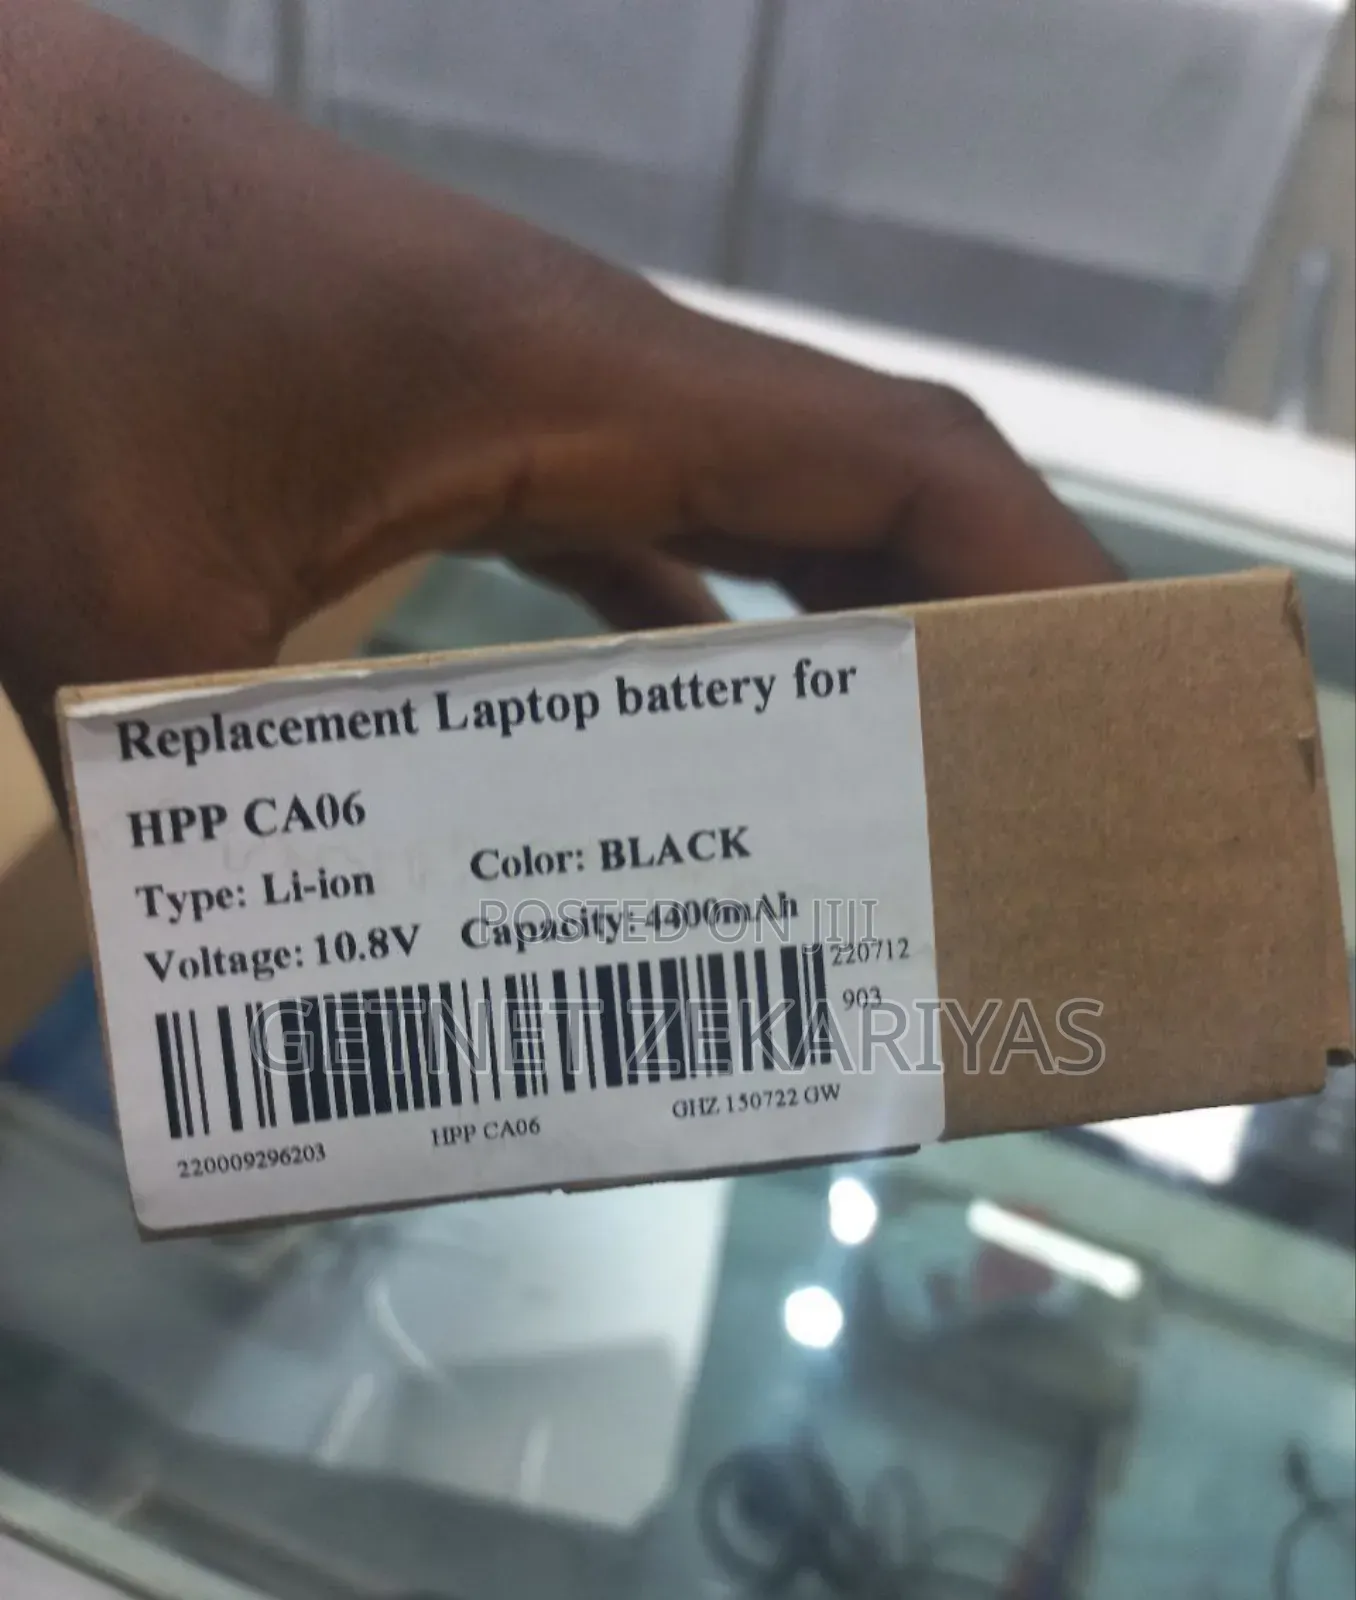 Replacement Laptop battery for
HPP CA06
Type: Li-ion Color: BLACK
Voltage: 10.8V Capacity: 4400mAh
POSTED ON JIJI
220712
903
GETNET ZEKARIYAS
220009296203 HPP CA06 GHZ 150722 GW